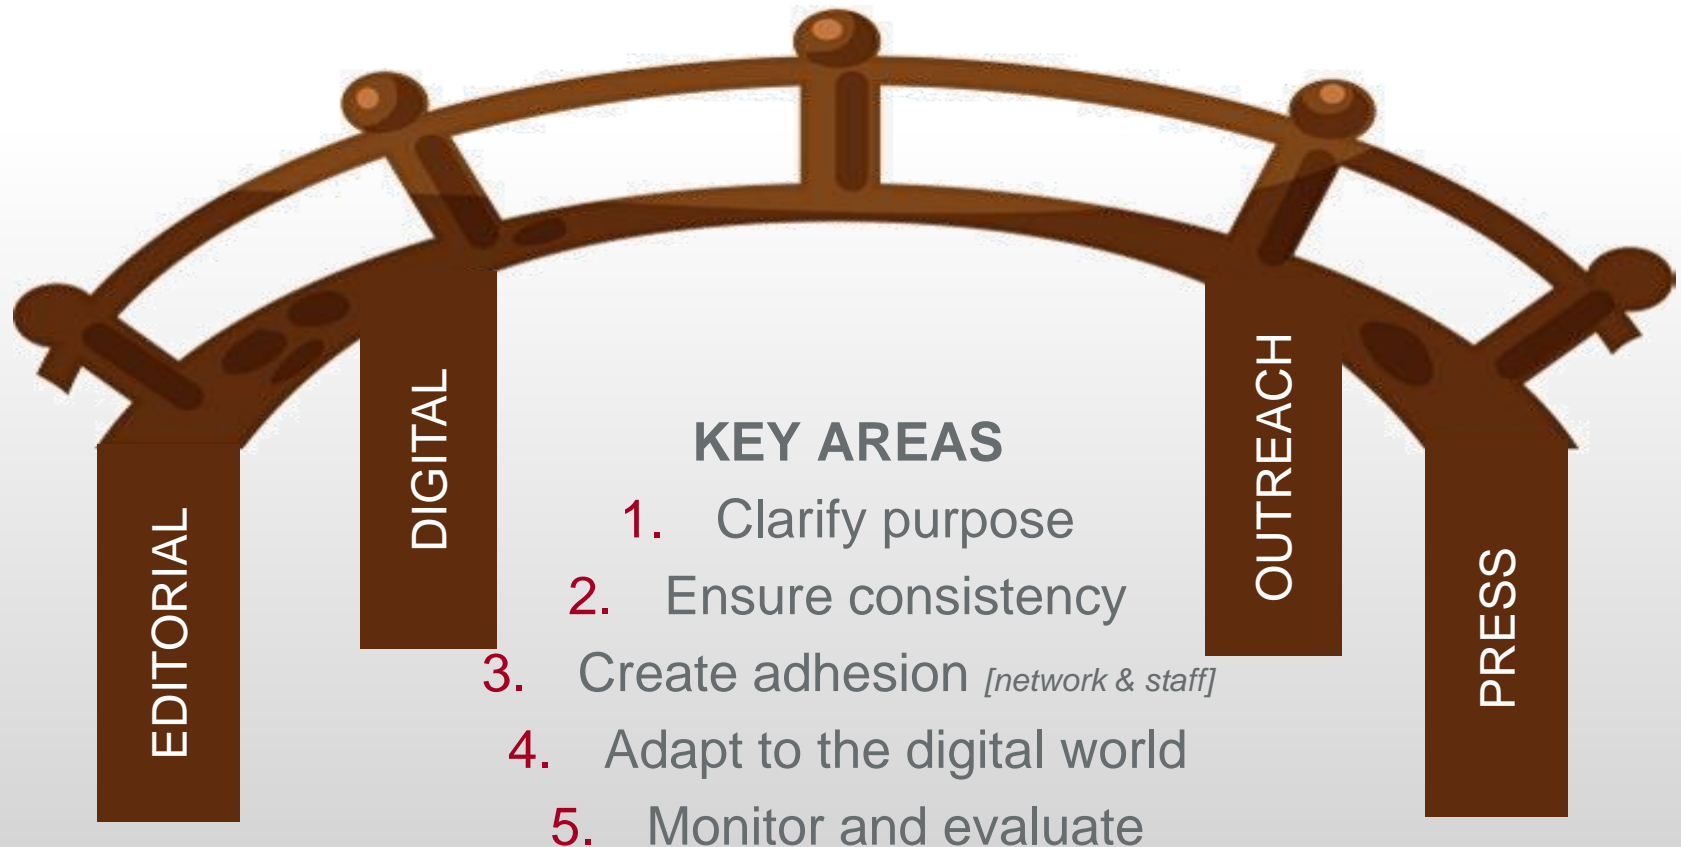 EDITORIAL
DIGITAL
OUTREACH
PRESS
KEY AREAS
1. Clarify purpose
2. Ensure consistency
3. Create adhesion [network & staff]
4. Adapt to the digital world
5. Monitor and evaluate